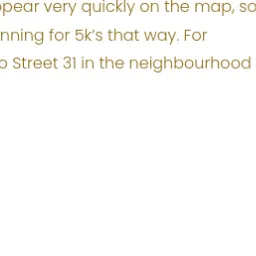 ppear very quickly on the map, so
nning for 5k's that way. For
o Street 31 in the neighbourhood